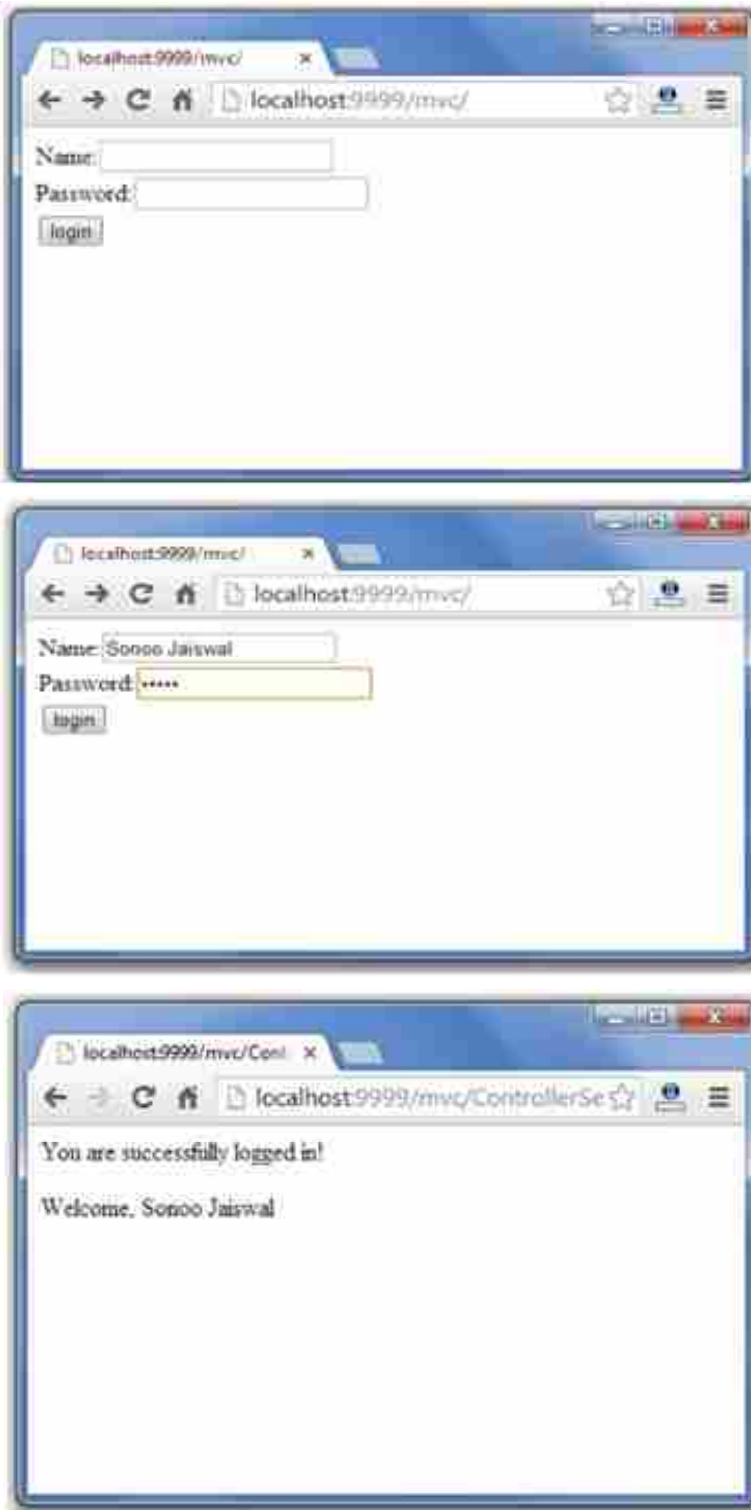 localhost:9999/mvc/
localhost:9999/mvc/
Name:
Password:
login
localhost:9999/mvc/
localhost:9999/mvc/
Name: Sonoo Jaiswal
Password: •••••
login
localhost:9999/mvc/Cont
localhost:9999/mvc/ControllerSe
You are successfully logged in!
Welcome, Sonoo Jaiswal